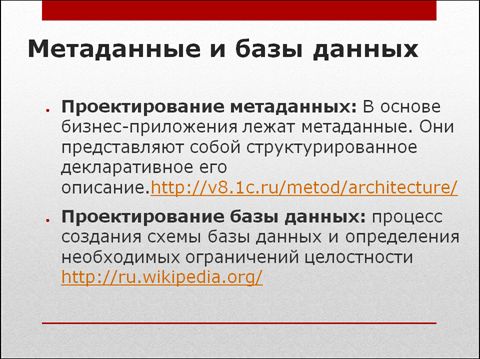 Метаданные и базы данных
Проектирование метаданных: В основе
бизнес-приложения лежат метаданные. Они
представляют собой структурированное
декларативное его
описание.http://v8.1c.ru/metod/architecture/
Проектирование базы данных: процесс
создания схемы базы данных и определения
необходимых ограничений целостности
http://ru.wikipedia.org/